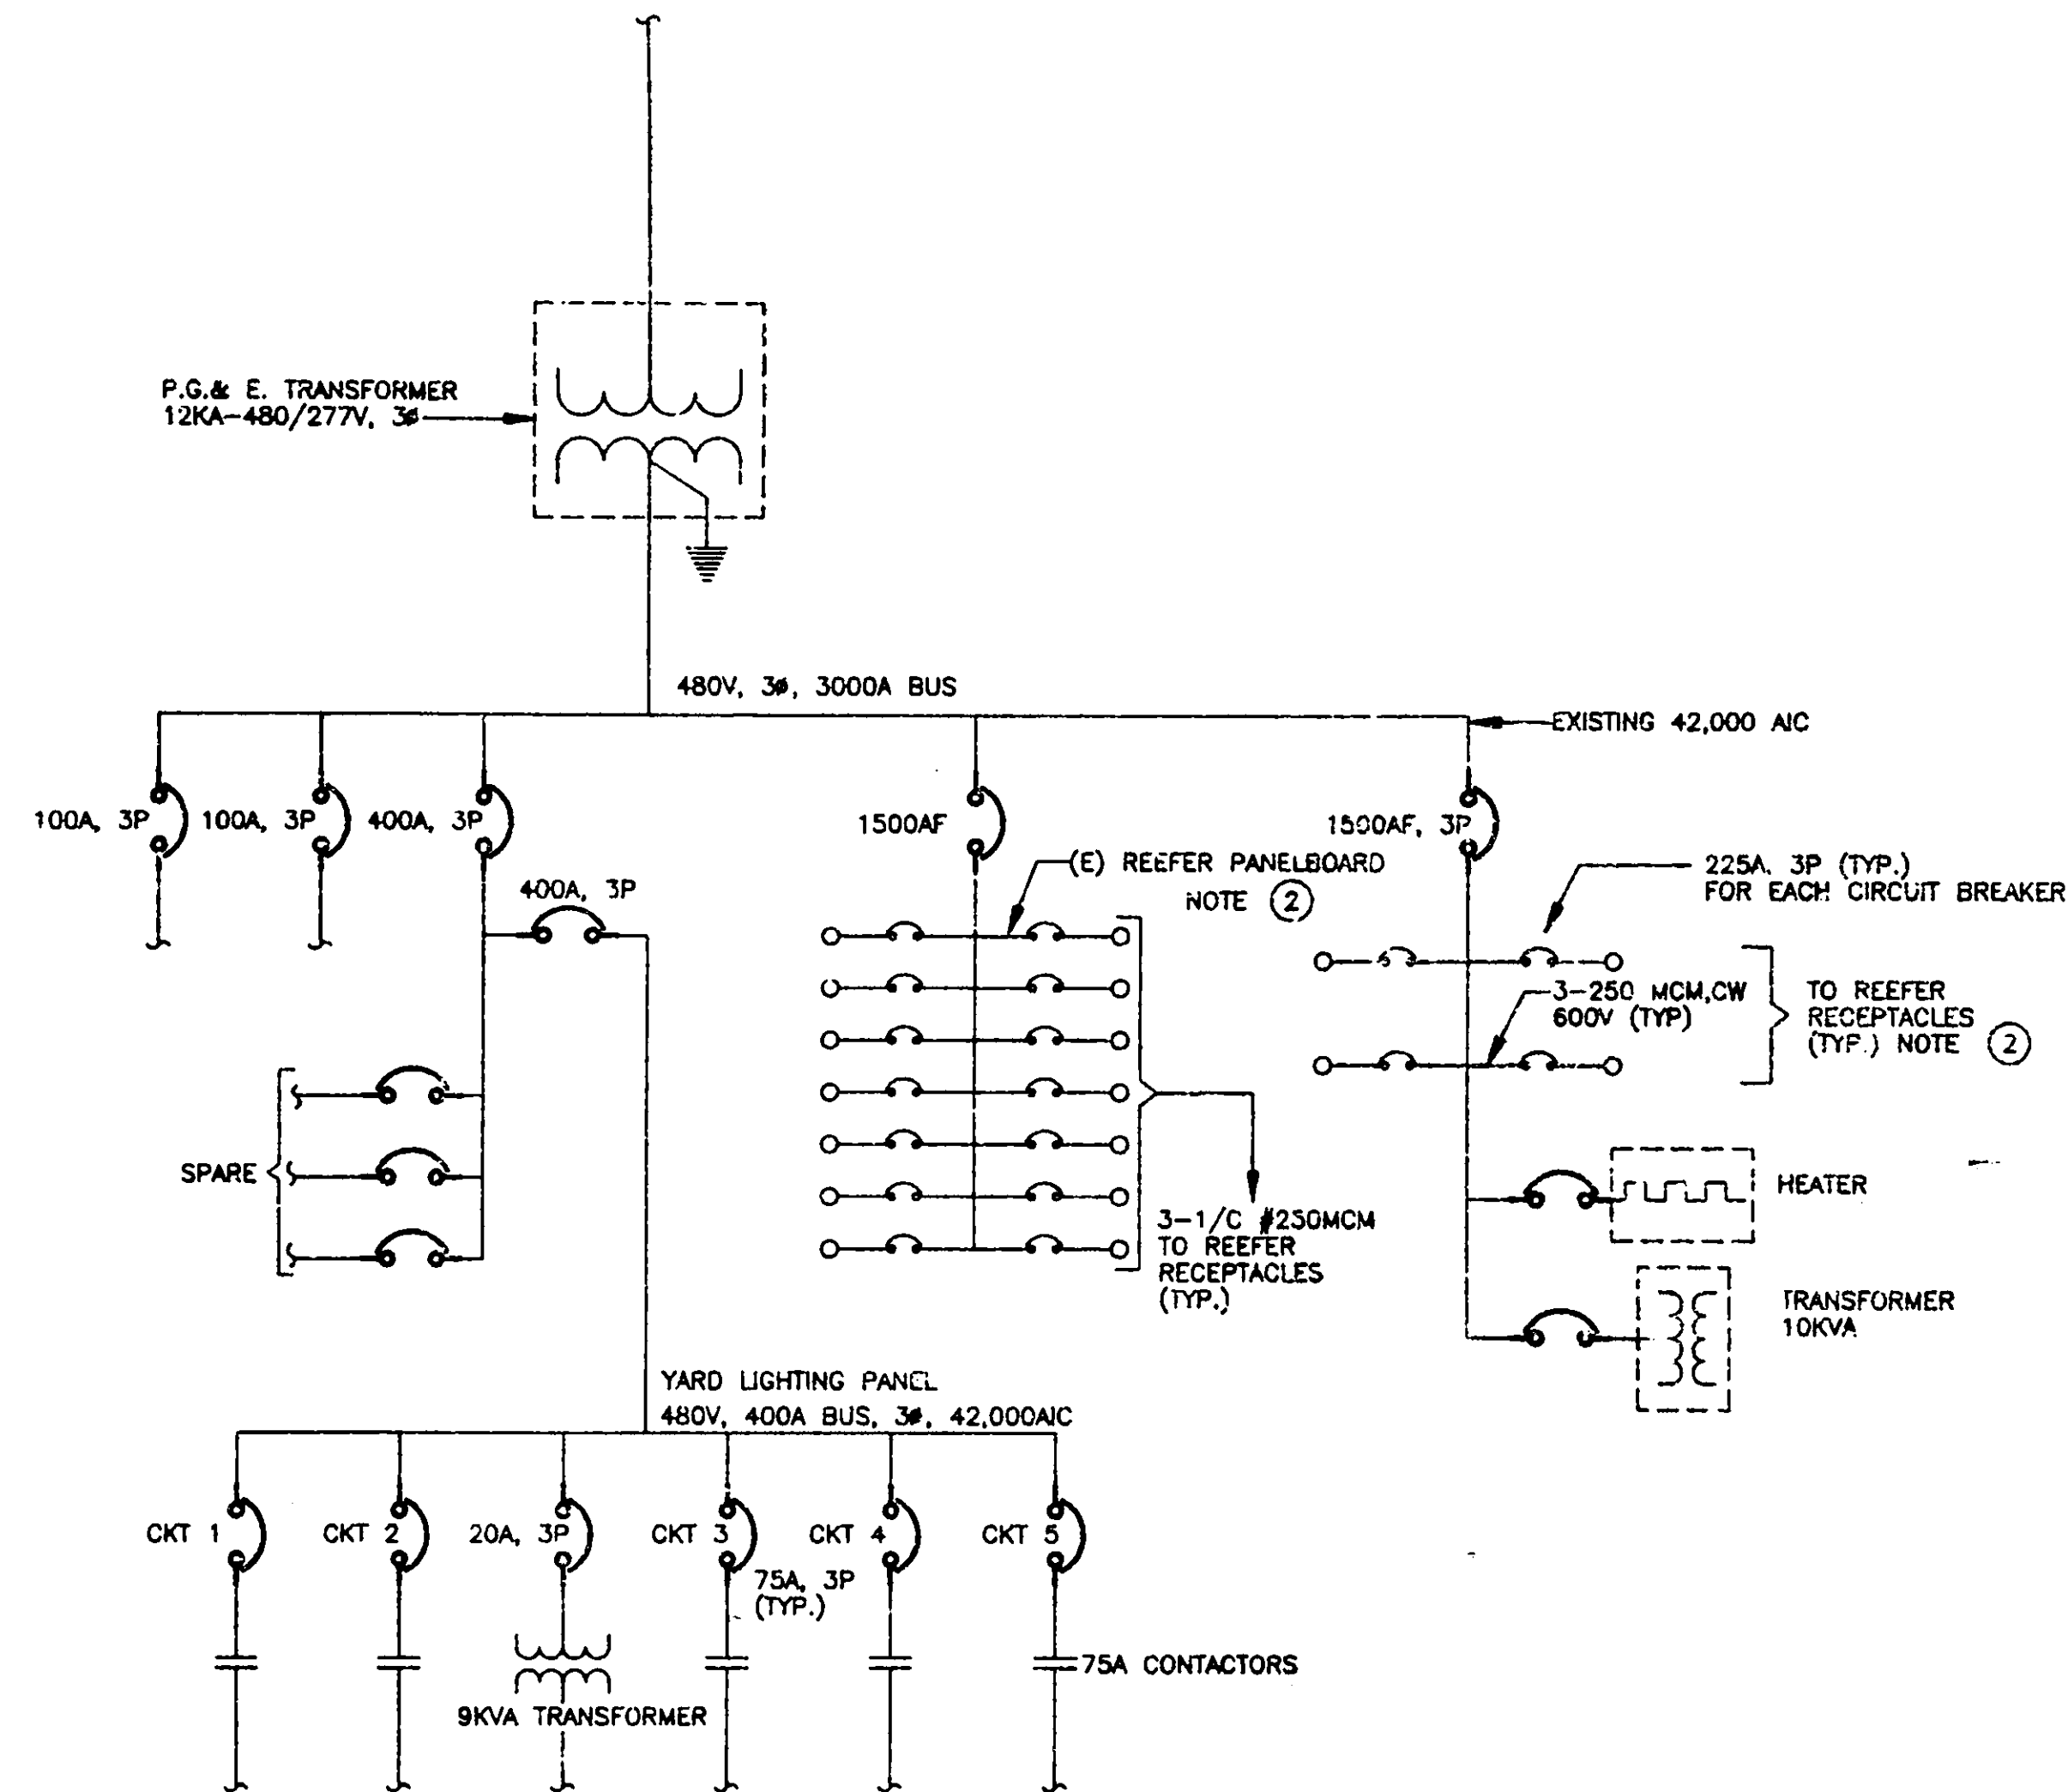 P.G.& E. TRANSFORMER
12KA-480/277V, 3ø
480V, 3ø, 3000A BUS
EXISTING 42,000 AIC
100A, 3P
100A, 3P
400A, 3P
1500AF
1500AF, 3P
(E) REEFER PANELBOARD
NOTE 2
225A, 3P (TYP.)
FOR EACH CIRCUIT BREAKER
400A, 3P
3-250 MCM,CW
600V (TYP)
TO REEFER
RECEPTACLES
(TYP.) NOTE 2
SPARE
HEATER
3-1/C #250MCM
TO REEFER
RECEPTACLES
(TYP.)
TRANSFORMER
10KVA
YARD LIGHTING PANEL
480V, 400A BUS, 3ø, 42,000AIC
CKT 1
CKT 2
20A, 3P
CKT 3
CKT 4
CKT 5
75A, 3P
(TYP.)
75A CONTACTORS
9KVA TRANSFORMER